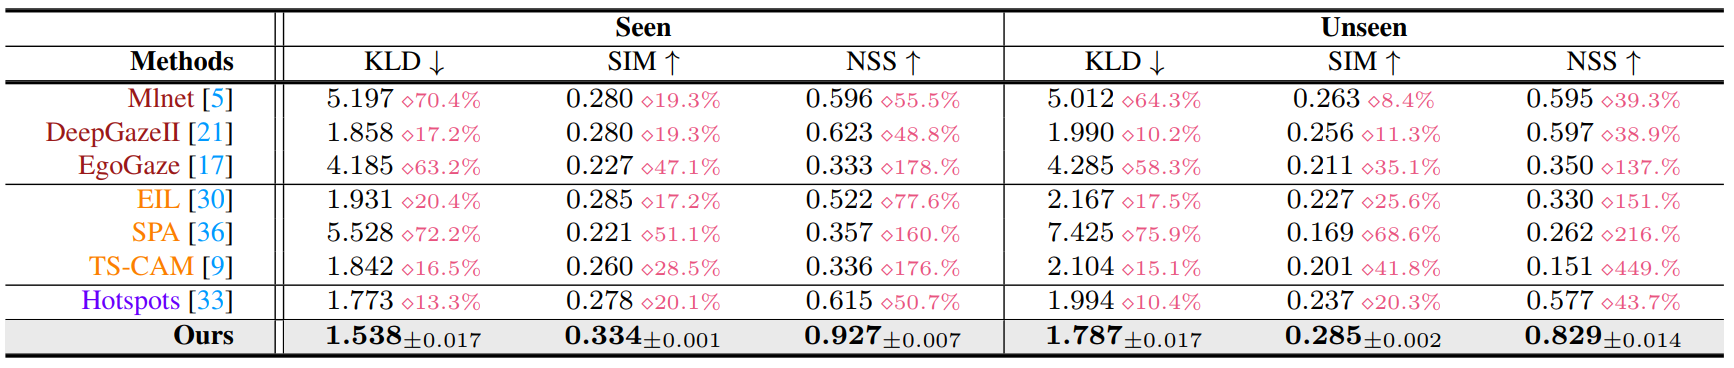 Seen Unseen
Methods KLD ↓ SIM ↑ NSS ↑ KLD ↓ SIM ↑ NSS ↑
Mlnet [5] 5.197 ⋄70.4% 0.280 ⋄19.3% 0.596 ⋄55.5% 5.012 ⋄64.3% 0.263 ⋄8.4% 0.595 ⋄39.3%
DeepGazeII [21] 1.858 ⋄17.2% 0.280 ⋄19.3% 0.623 ⋄48.8% 1.990 ⋄10.2% 0.256 ⋄11.3% 0.597 ⋄38.9%
EgoGaze [17] 4.185 ⋄63.2% 0.227 ⋄47.1% 0.333 ⋄178.% 4.285 ⋄58.3% 0.211 ⋄35.1% 0.350 ⋄137.%
EIL [30] 1.931 ⋄20.4% 0.285 ⋄17.2% 0.522 ⋄77.6% 2.167 ⋄17.5% 0.227 ⋄25.6% 0.330 ⋄151.%
SPA [36] 5.528 ⋄72.2% 0.221 ⋄51.1% 0.357 ⋄160.% 7.425 ⋄75.9% 0.169 ⋄68.6% 0.262 ⋄216.%
TS-CAM [9] 1.842 ⋄16.5% 0.260 ⋄28.5% 0.336 ⋄176.% 2.104 ⋄15.1% 0.201 ⋄41.8% 0.151 ⋄449.%
Hotspots [33] 1.773 ⋄13.3% 0.278 ⋄20.1% 0.615 ⋄50.7% 1.994 ⋄10.4% 0.237 ⋄20.3% 0.577 ⋄43.7%
Ours 1.538±0.017 0.334±0.001 0.927±0.007 1.787±0.017 0.285±0.002 0.829±0.014